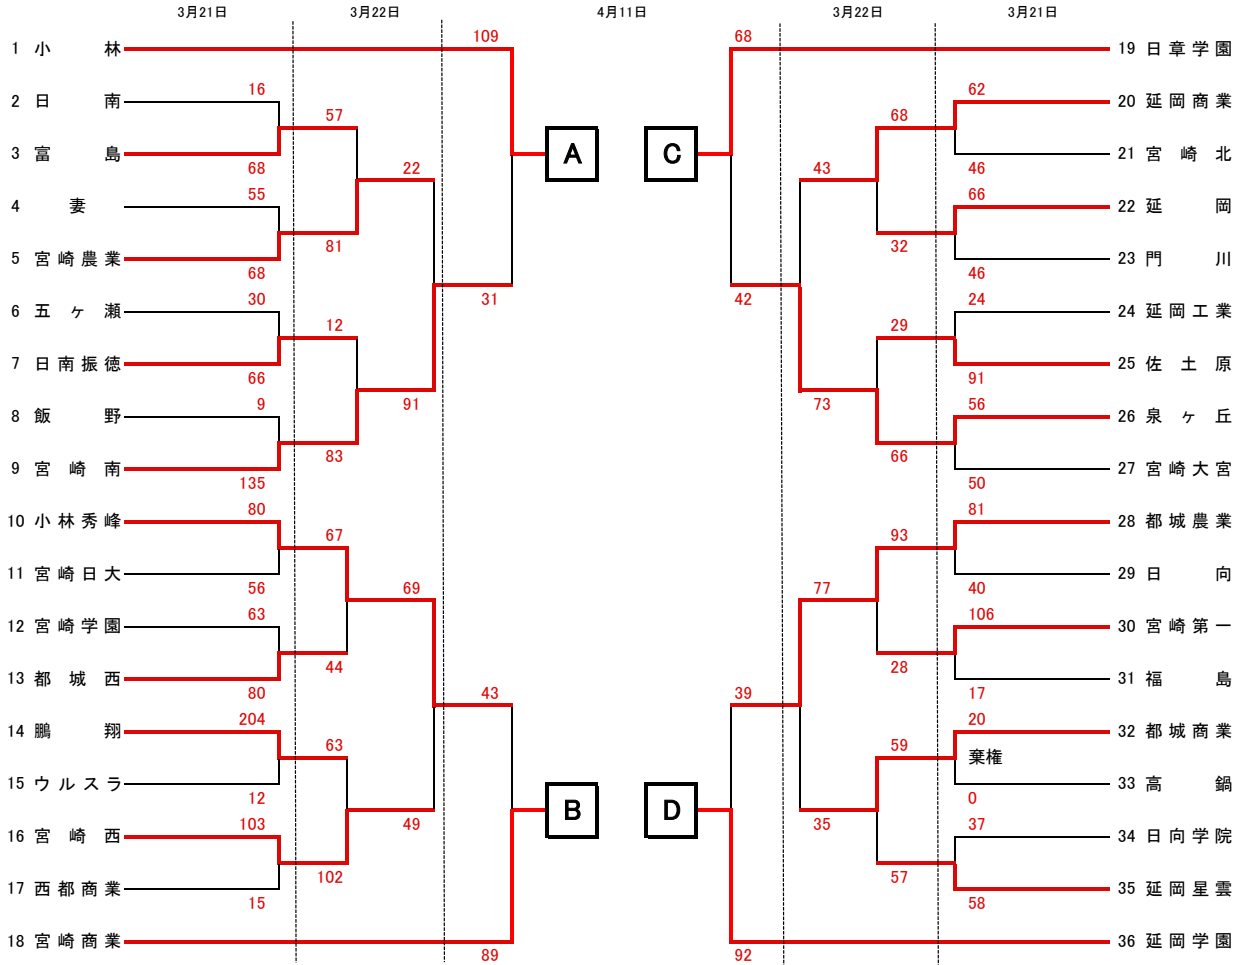 3月21日 3月22日 4月11日 3月22日 3月21日
1 小林 109 68 19 日章学園
2 日南 16 57 68 62 20 延岡商業
3 富島 68 22 A C 43 46 21 宮崎北
4 妻 55 66 22 延岡
5 宮崎農業 68 81 32 46 23 門川
6 五ヶ瀬 30 12 31 42 29 24 24 延岡工業
7 日南振徳 66 91 73 91 25 佐土原
8 飯野 9 56 26 泉ヶ丘
9 宮崎南 135 83 66 50 27 宮崎大宮
10 小林秀峰 80 67 93 81 28 都城農業
11 宮崎日大 56 69 77 40 29 日向
12 宮崎学園 63 106 30 宮崎第一
13 都城西 80 44 43 39 28 17 31 福島
14 鵬翔 204 63 59 20 32 都城商業
棄権
15 ウルスラ 12 49 B D 35 0 33 高鍋
16 宮崎西 103 37 34 日向学院
17 西都商業 15 102 57 58 35 延岡星雲
18 宮崎商業 89 92 36 延岡学園